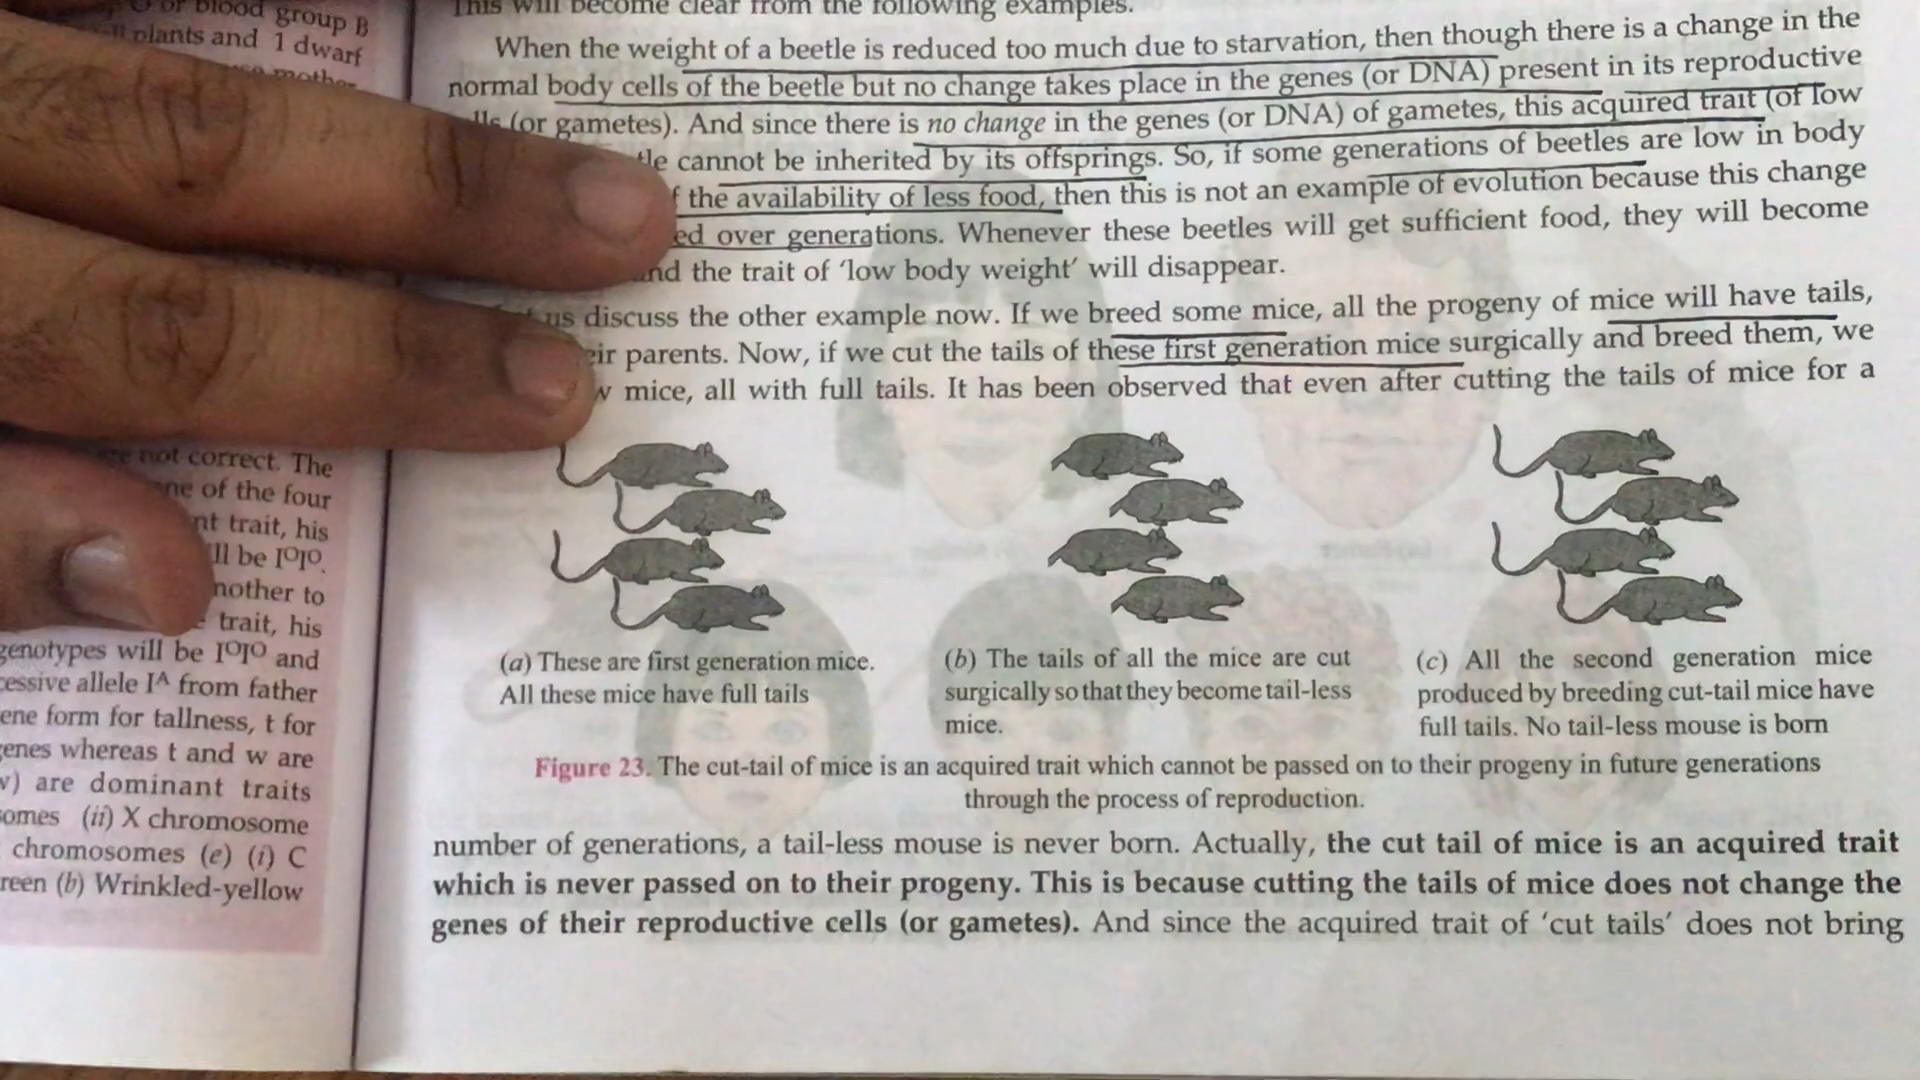 or blood group B
plants and 1 dwarf
not correct. The
of the four
trait, his
be IOIO.
to
trait, his
genotypes will be IOIO and
allele IA from father
form for tallness, t for
whereas t and w are
are dominant traits
(ii) X chromosome
chromosomes (e) (i) C
(b) Wrinkled-yellow
This will become clear from the following examples.
When the weight of a beetle is reduced too much due to starvation, then though there is a change in the
normal body cells of the beetle but no change takes place in the genes (or DNA) present in its reproductive
(or gametes). And since there is no change in the genes (or DNA) of gametes, this acquired trait (of low
cannot be inherited by its offsprings. So, if some generations of beetles are low in body
the availability of less food, then this is not an example of evolution because this change
over generations. Whenever these beetles will get sufficient food, they will become
the trait of ‘low body weight’ will disappear.
us discuss the other example now. If we breed some mice, all the progeny of mice will have tails,
parents. Now, if we cut the tails of these first generation mice surgically and breed them, we
mice, all with full tails. It has been observed that even after cutting the tails of mice for a
(a) These are first generation mice.
All these mice have full tails
(b) The tails of all the mice are cut
surgically so that they become tail-less
mice.
(c) All the second generation mice
produced by breeding cut-tail mice have
full tails. No tail-less mouse is born
Figure 23. The cut-tail of mice is an acquired trait which cannot be passed on to their progeny in future generations
through the process of reproduction.
number of generations, a tail-less mouse is never born. Actually, the cut tail of mice is an acquired trait
which is never passed on to their progeny. This is because cutting the tails of mice does not change the
genes of their reproductive cells (or gametes). And since the acquired trait of ‘cut tails’ does not bring